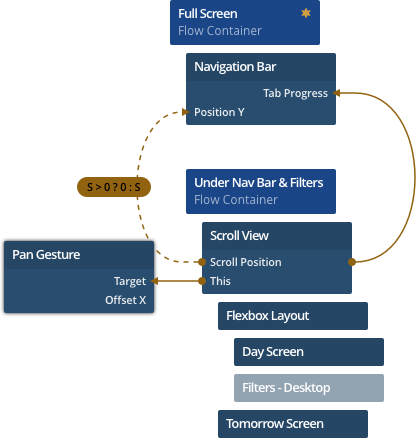 Full Screen
Flow Container
Navigation Bar
Tab Progress
Position Y
S>0?0:S
Under Nav Bar & Filters
Flow Container
Scroll View
Pan Gesture
Scroll Position
Target
This
Offset X
Flexbox Layout
Day Screen
Filters - Desktop
Tomorrow Screen